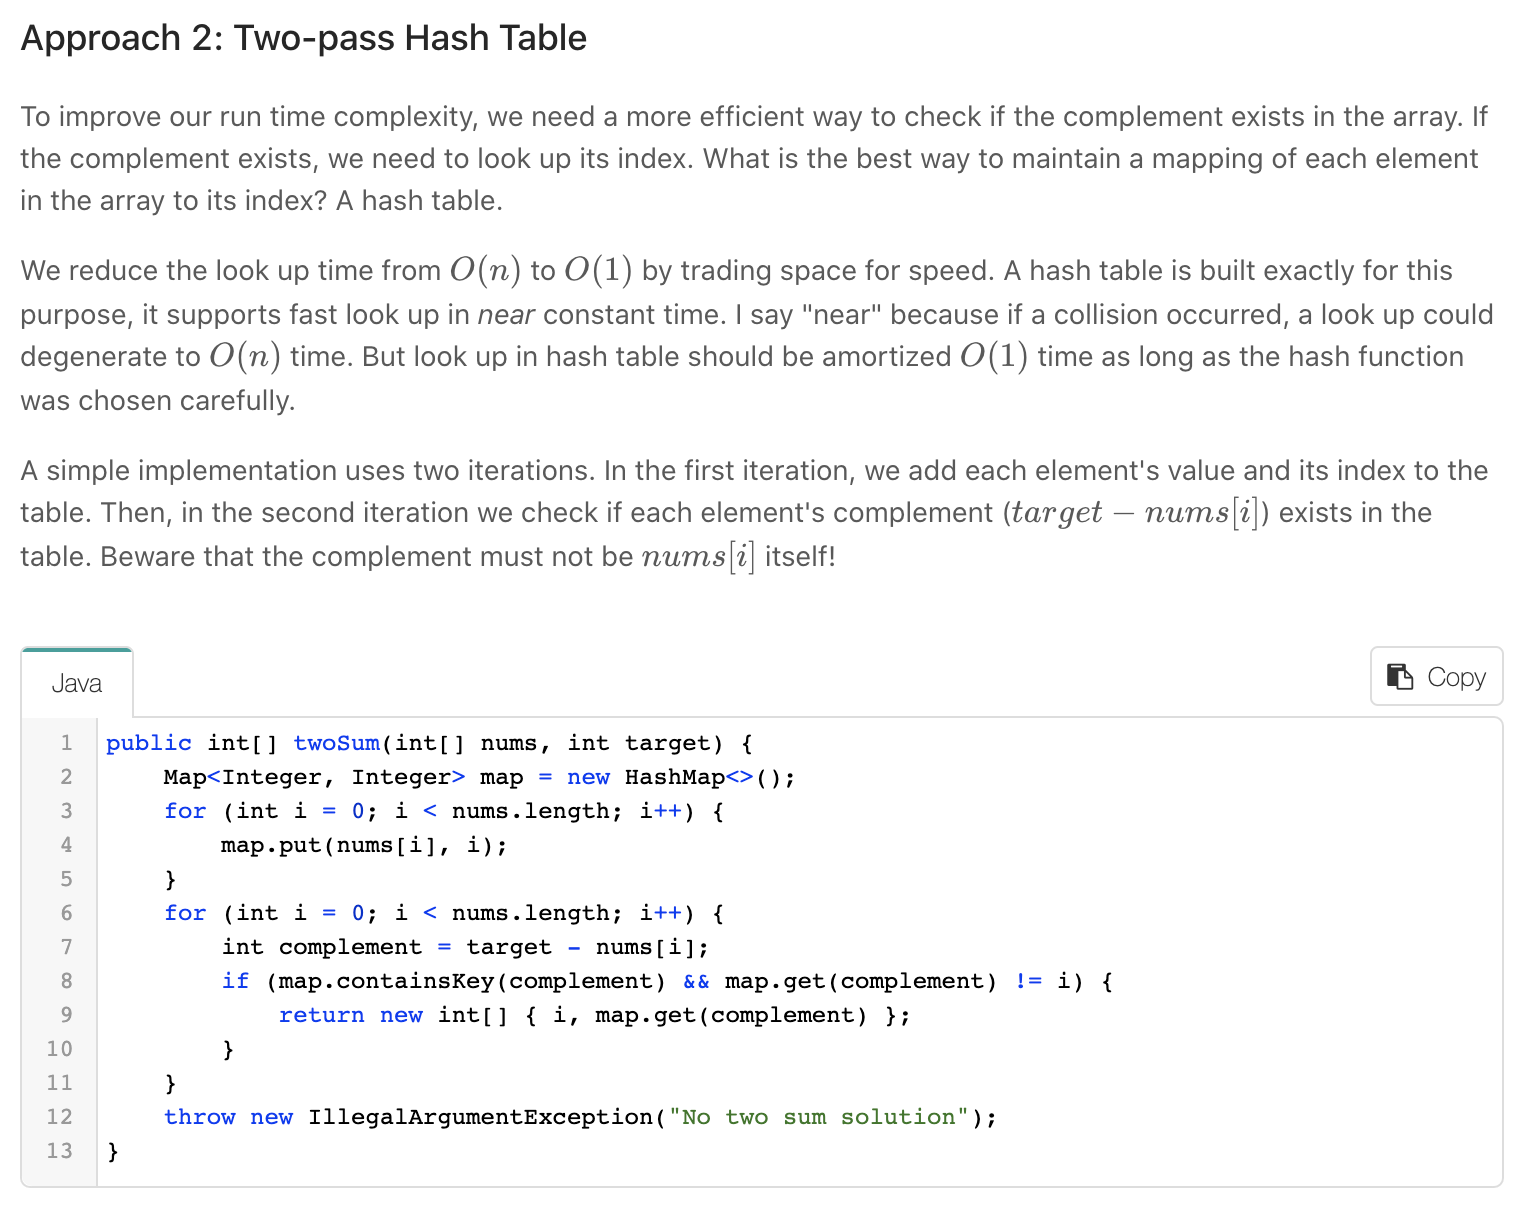 Approach 2: Two-pass Hash Table
To improve our run time complexity, we need a more efficient way to check if the complement exists in the array. If
the complement exists, we need to look up its index. What is the best way to maintain a mapping of each element
in the array to its index? A hash table.
We reduce the look up time from O(n) to O(1) by trading space for speed. A hash table is built exactly for this
purpose, it supports fast look up in near constant time. I say "near" because if a collision occurred, a look up could
degenerate to O(n) time. But look up in hash table should be amortized O(1) time as long as the hash function
was chosen carefully.
A simple implementation uses two iterations. In the first iteration, we add each element's value and its index to the
table. Then, in the second iteration we check if each element's complement (target − nums[i]) exists in the
table. Beware that the complement must not be nums[i] itself!
Java
Copy
1 public int[] twoSum(int[] nums, int target) {
2     Map<Integer, Integer> map = new HashMap<>();
3     for (int i = 0; i < nums.length; i++) {
4         map.put(nums[i], i);
5     }
6     for (int i = 0; i < nums.length; i++) {
7         int complement = target - nums[i];
8         if (map.containsKey(complement) && map.get(complement) != i) {
9             return new int[] { i, map.get(complement) };
10         }
11     }
12     throw new IllegalArgumentException("No two sum solution");
13 }